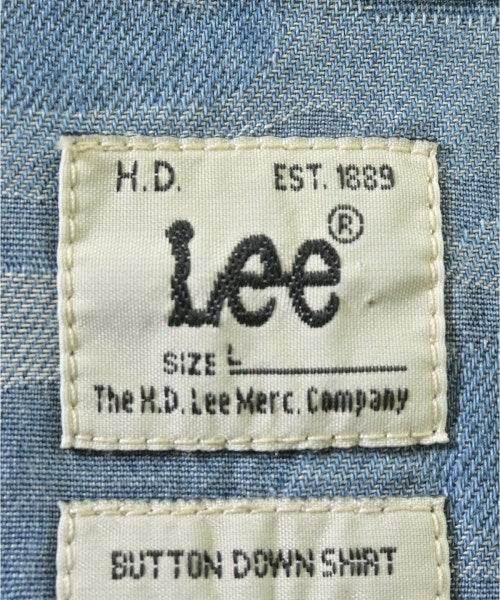 H.D. EST. 1889
Lee®
SIZE L
The H.D. Lee Merc. Company
BUTTON DOWN SHIRT